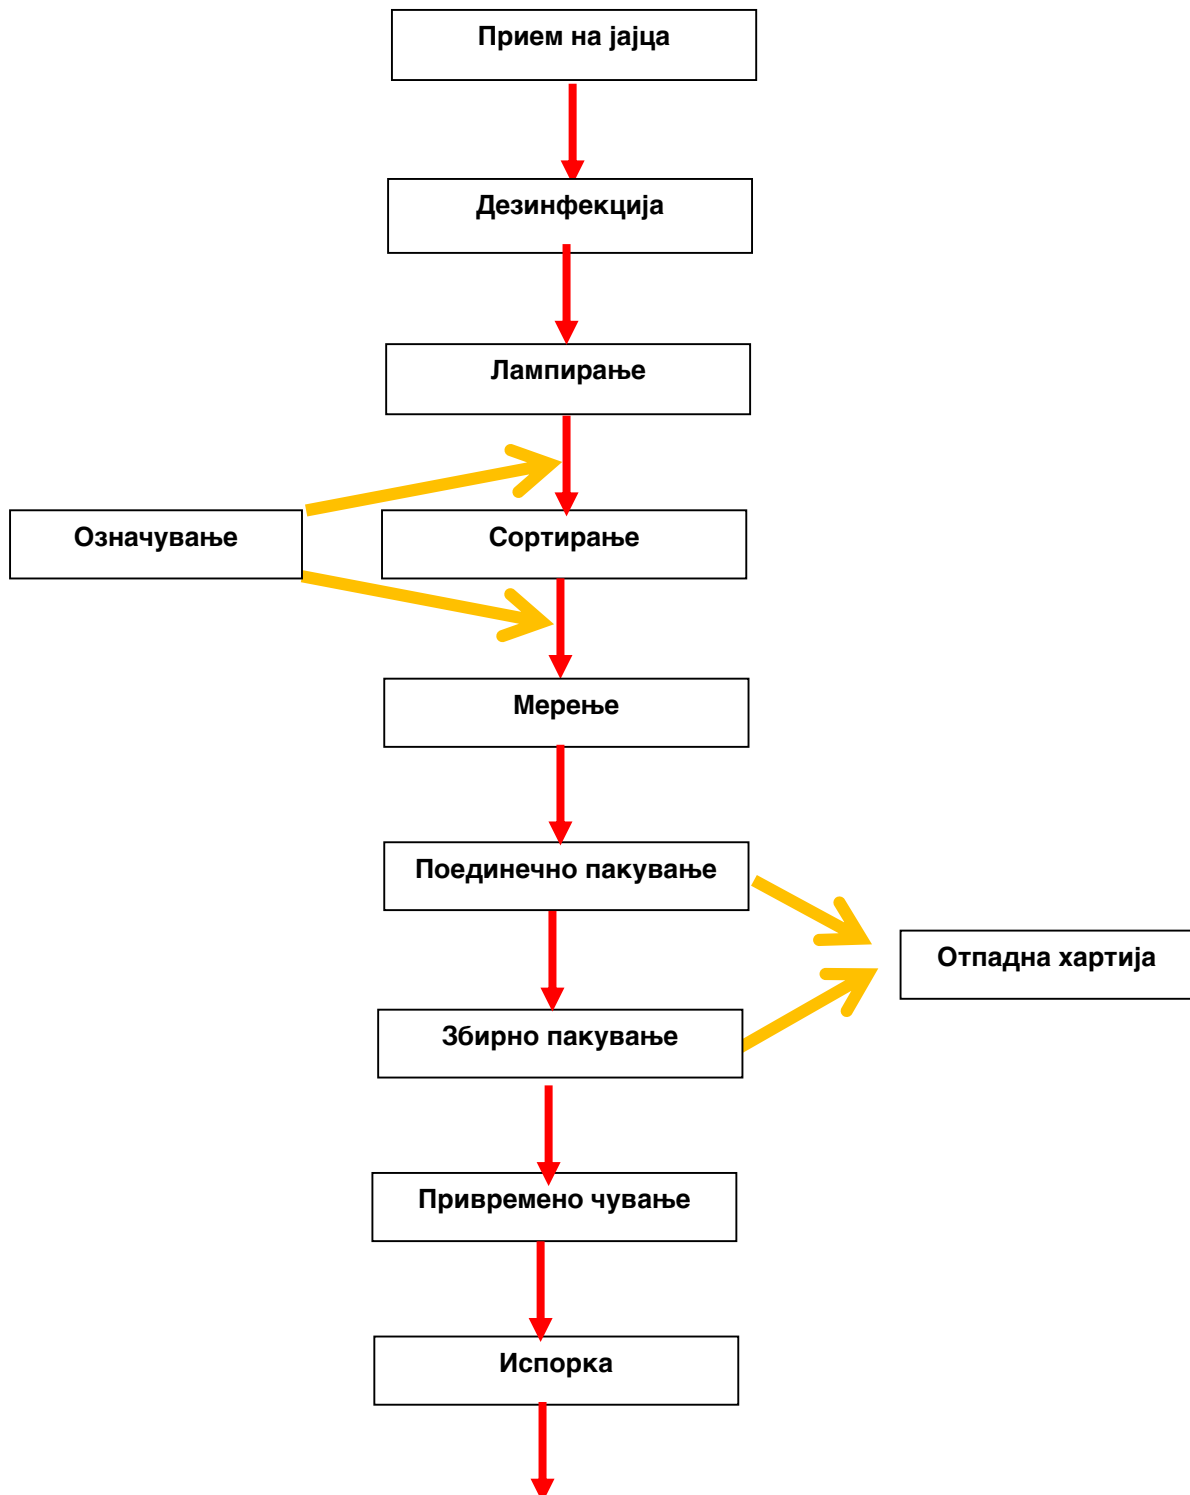 Прием на јајца
Дезинфекција
Лампирање
Означување
Сортирање
Мерење
Поединечно пакување
Отпадна хартија
Збирно пакување
Привремено чување
Испорка